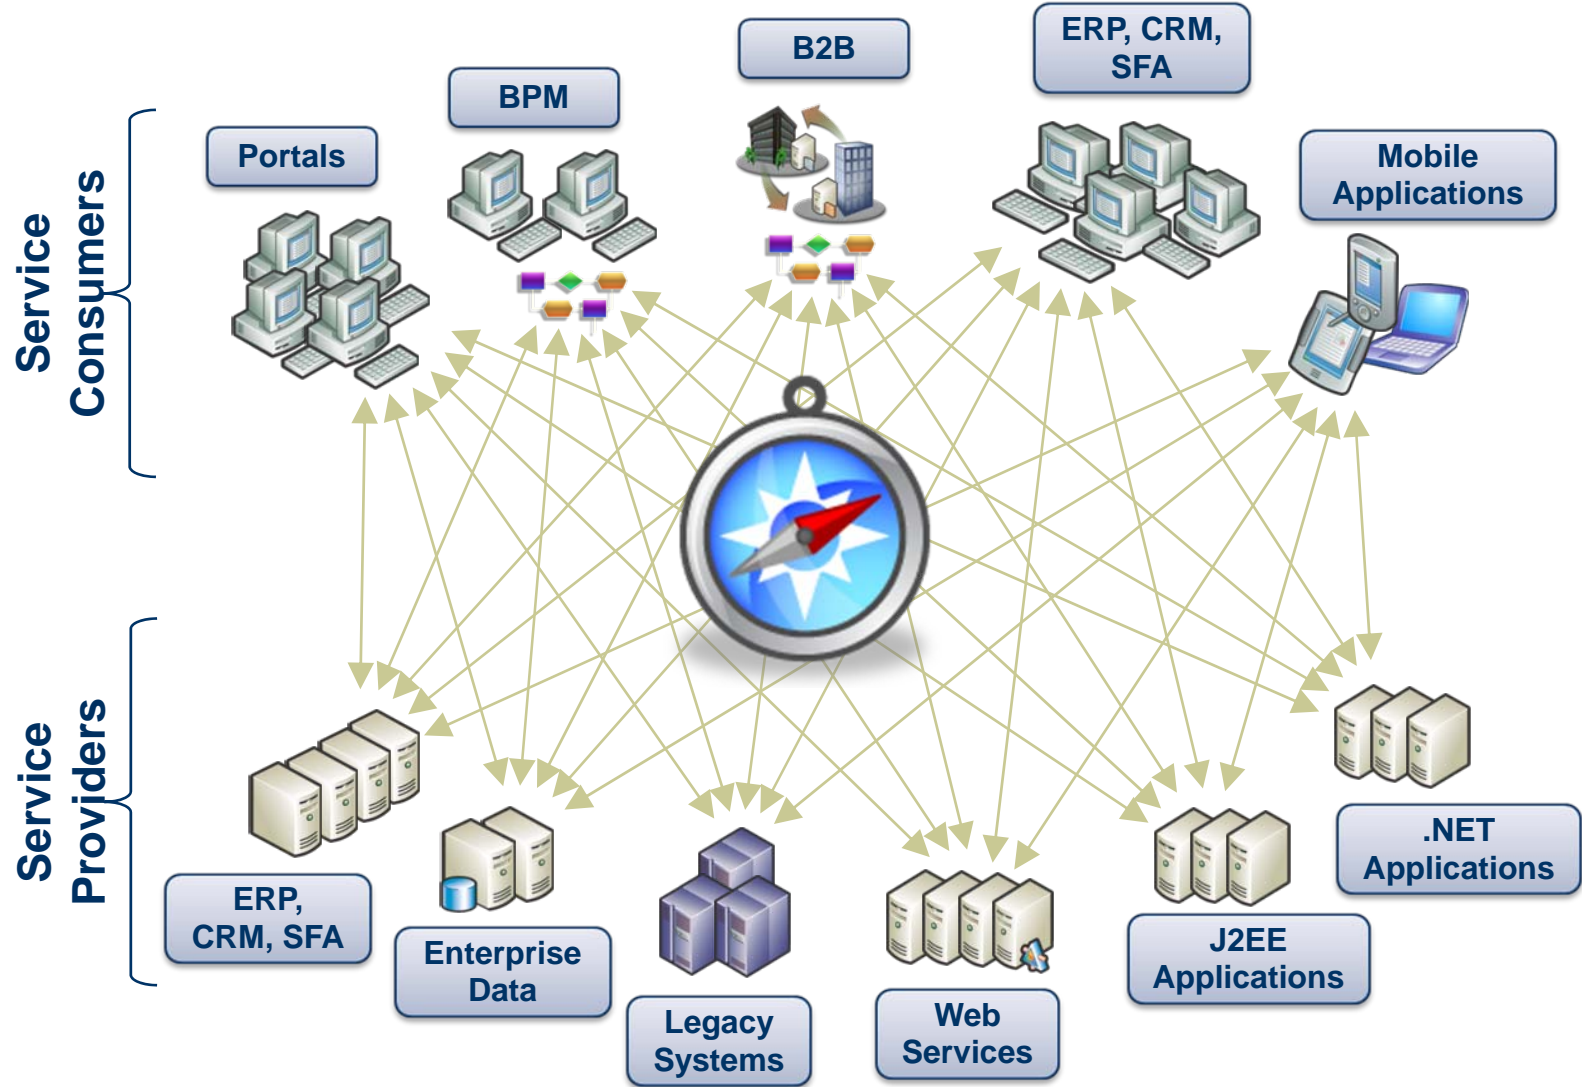 Service
Consumers
Portals
BPM
B2B
ERP, CRM,
SFA
Mobile
Applications
Service
Providers
ERP,
CRM, SFA
Enterprise
Data
Legacy
Systems
Web
Services
J2EE
Applications
.NET
Applications